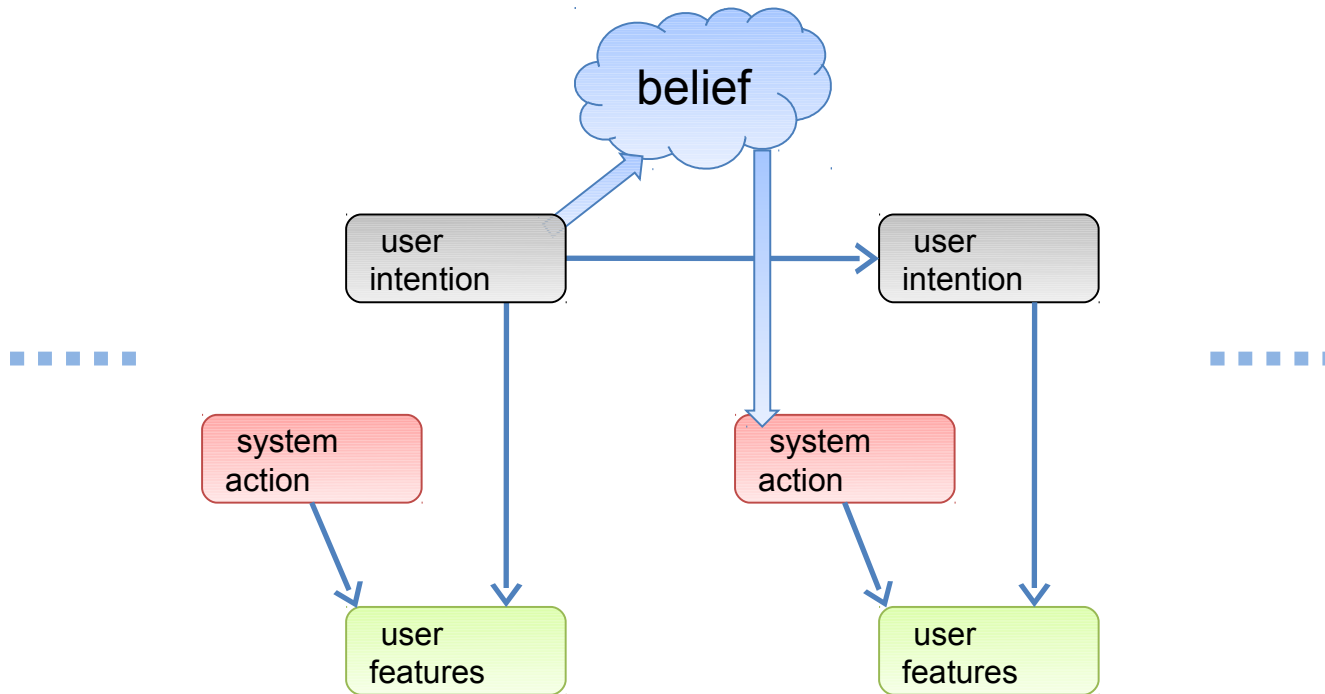 belief
user
intention
user
intention
system
action
system
action
user
features
user
features